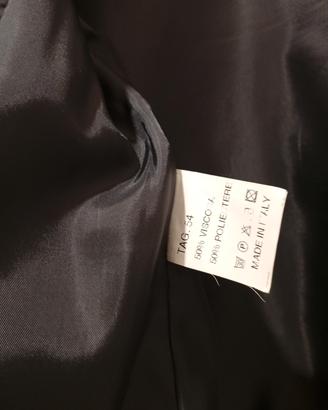 TAG. 54
50% VISCOSA
50% POLIESTERE
MADE IN ITALY